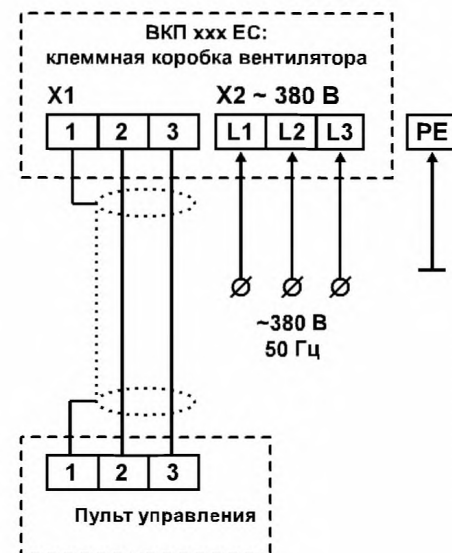 ВКП xxx ЕС:
клеммная коробка вентилятора
X1
X2 ~ 380 В
1 2 3
L1 L2 L3
PE
~380 В
50 Гц
1 2 3
Пульт управления